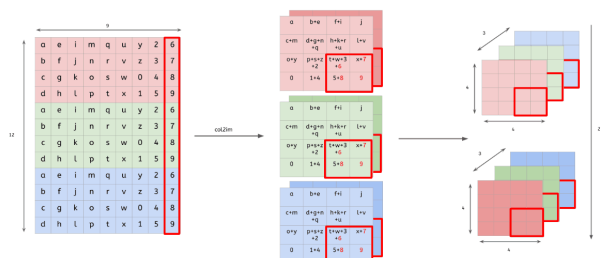 9
12
a e i m q u y 2 6
b f j n r v z 3 7
c g k o s w 0 4 8
d h l p t x 1 5 9
a e i m q u y 2 6
b f j n r v z 3 7
c g k o s w 0 4 8
d h l p t x 1 5 9
a e i m q u y 2 6
b f j n r v z 3 7
c g k o s w 0 4 8
d h l p t x 1 5 9
col2im
a b+e f+i j
c+m d+g+n h+k+r l+v
+q +u
o+y p+s+z t+w+3 x+7
+2 +6
0 1+4 5+8 9
a b+e f+i j
c+m d+g+n h+k+r l+v
+q +u
o+y p+s+z t+w+3 x+7
+2 +6
0 1+4 5+8 9
a b+e f+i j
c+m d+g+n h+k+r l+v
+q +u
o+y p+s+z t+w+3 x+7
+2 +6
0 1+4 5+8 9
3
4
4
3
4
4
2